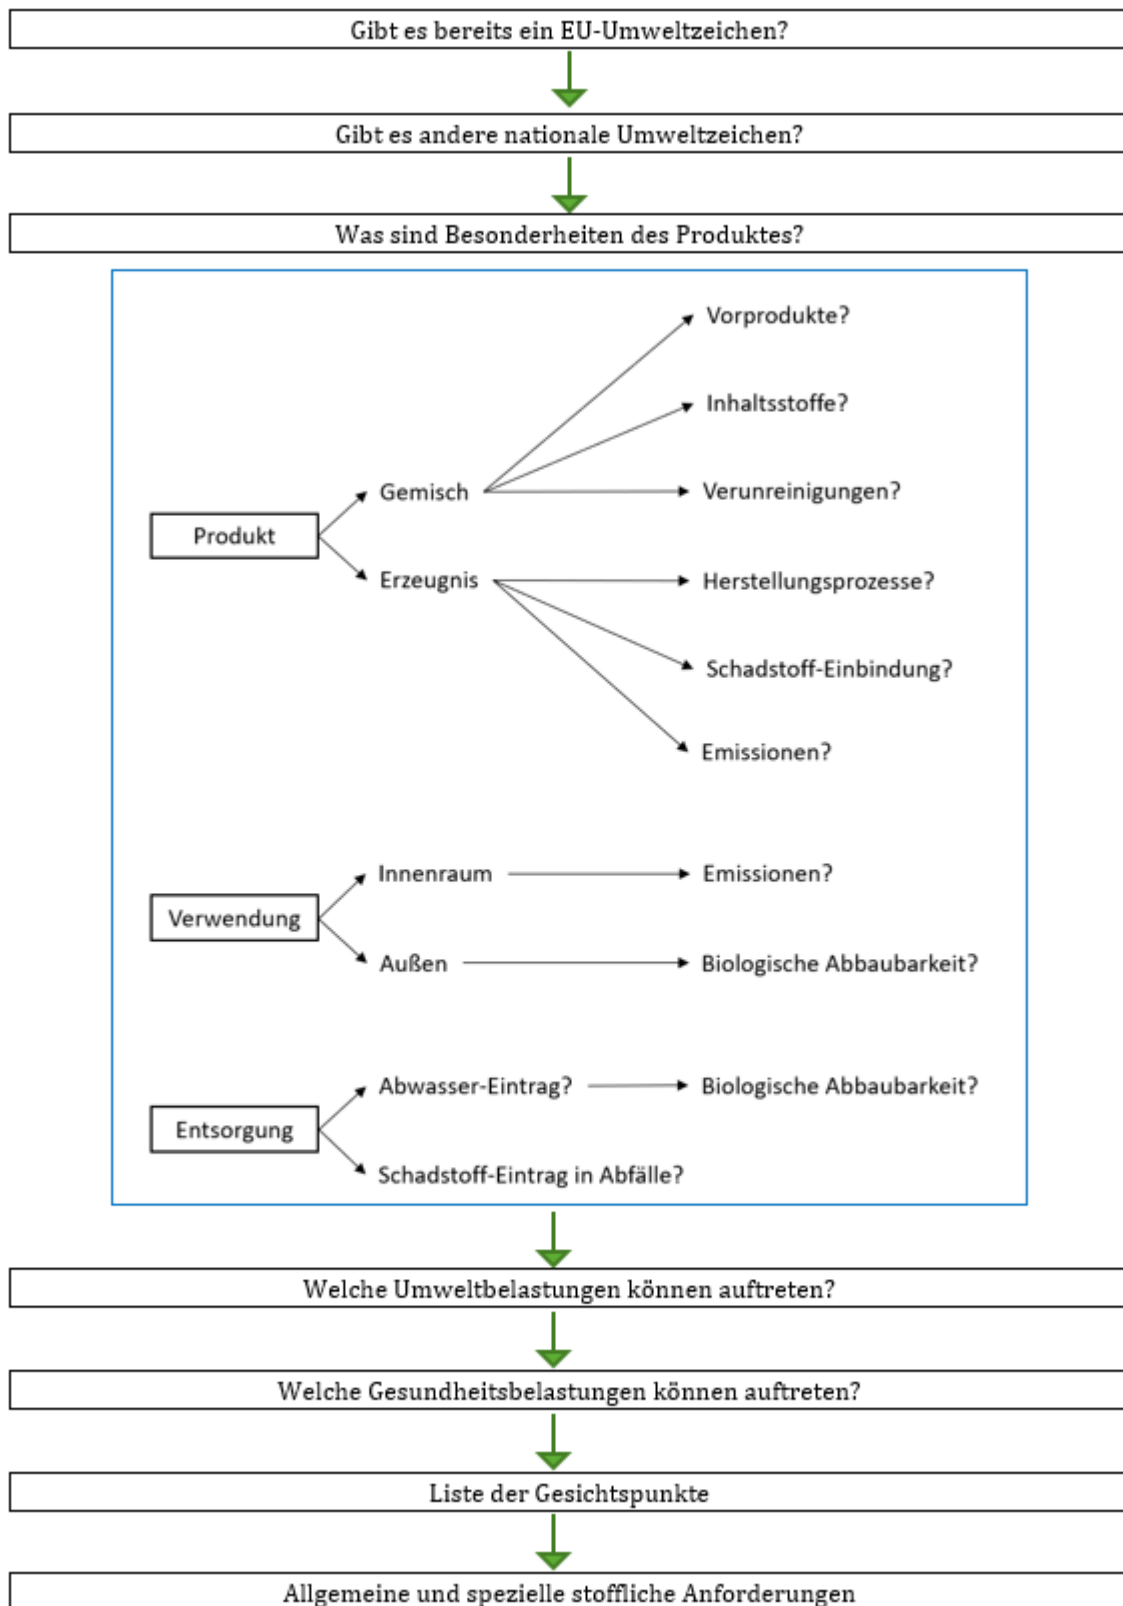 Gibt es bereits ein EU-Umweltzeichen?
Gibt es andere nationale Umweltzeichen?
Was sind Besonderheiten des Produktes?
Vorprodukte?
Inhaltsstoffe?
Gemisch
Verunreinigungen?
Produkt
Erzeugnis
Herstellungsprozesse?
Schadstoff-Einbindung?
Emissionen?
Innenraum
Emissionen?
Verwendung
Außen
Biologische Abbaubarkeit?
Abwasser-Eintrag?
Biologische Abbaubarkeit?
Entsorgung
Schadstoff-Eintrag in Abfälle?
Welche Umweltbelastungen können auftreten?
Welche Gesundheitsbelastungen können auftreten?
Liste der Gesichtspunkte
Allgemeine und spezielle stoffliche Anforderungen